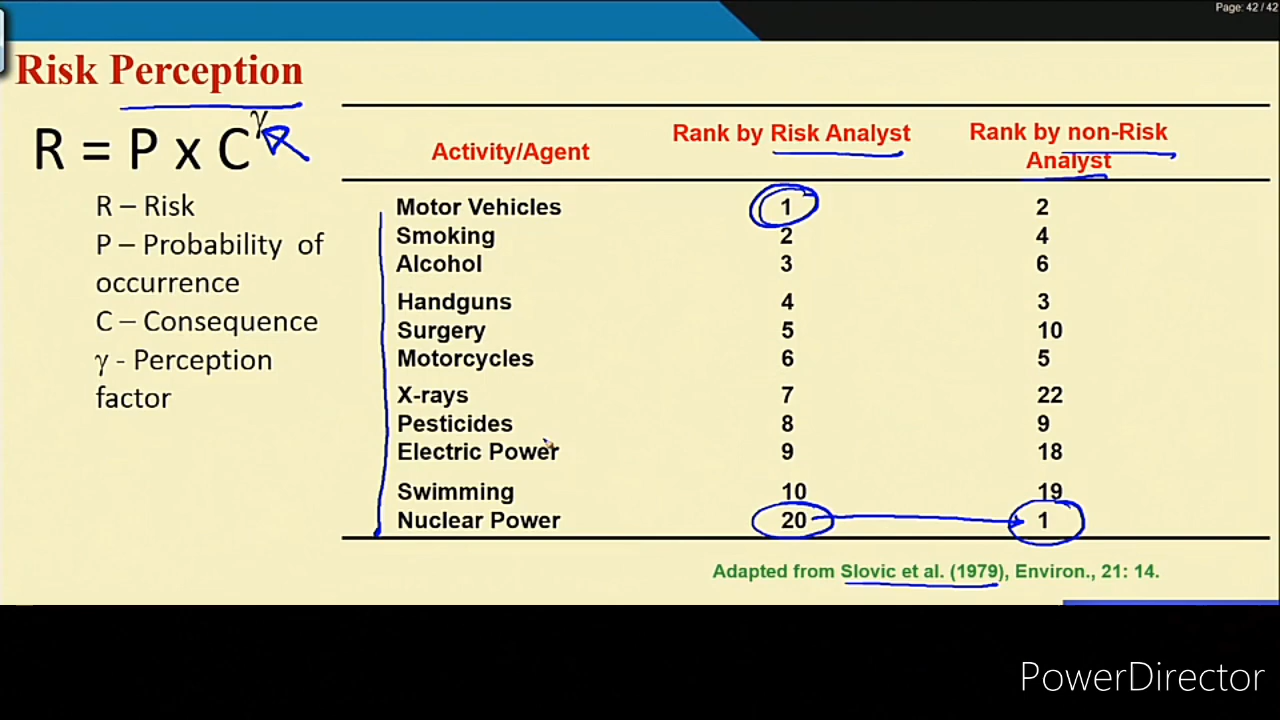 Page: 42 / 42
Risk Perception
R = P x C^γ
R – Risk
P – Probability of
occurrence
C – Consequence
γ - Perception
factor
Activity/Agent Rank by Risk Analyst Rank by non-Risk
Analyst
Motor Vehicles 1 2
Smoking 2 4
Alcohol 3 6
Handguns 4 3
Surgery 5 10
Motorcycles 6 5
X-rays 7 22
Pesticides 8 9
Electric Power 9 18
Swimming 10 19
Nuclear Power 20 1
Adapted from Slovic et al. (1979), Environ., 21: 14.
PowerDirector